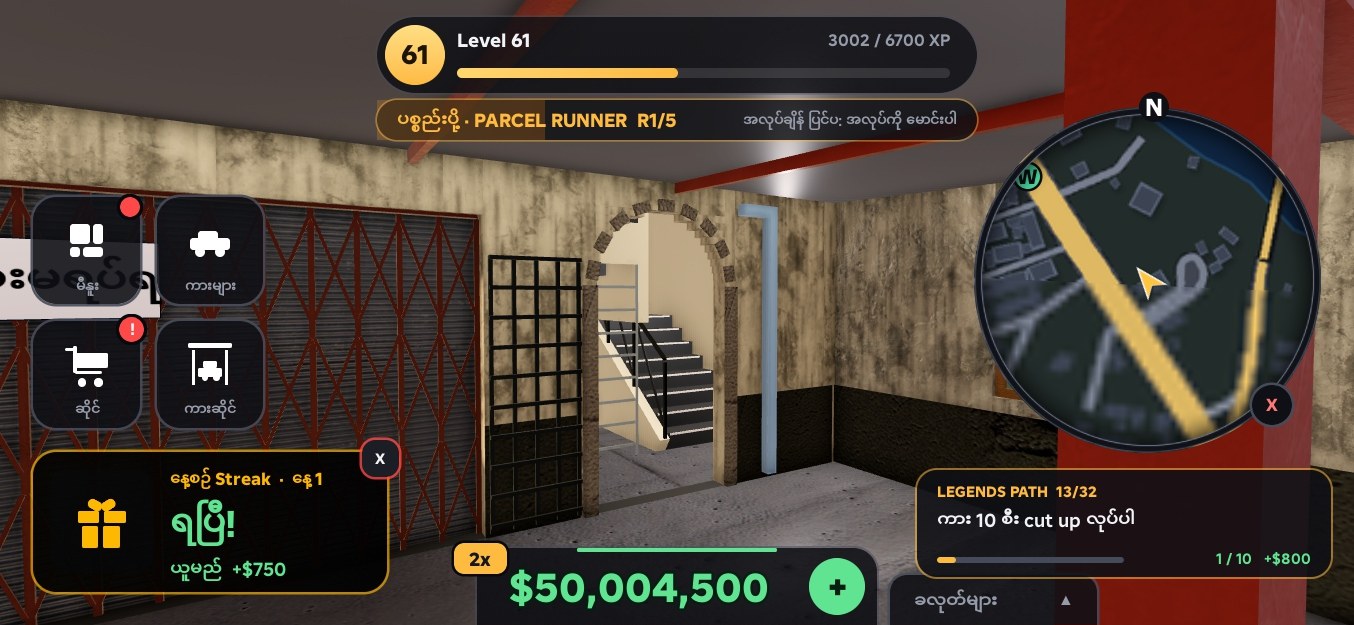 61
Level 61
3002 / 6700 XP
ပစ္စည်းပို့ · PARCEL RUNNER R1/5
အလုပ်ချိန် ပြင်ပ: အလုပ်ကို မောင်းပါ
N
W
မီနူး
ကားများ
!
ဆိုင်
ကားဆိုင်
X
X
နေ့စဉ် Streak · နေ့ 1
ရပြီ!
ယူမည် +$750
LEGENDS PATH 13/32
ကား 10 စီး cut up လုပ်ပါ
1 / 10 +$800
2x
$50,004,500
+
ခလုတ်များ ▲